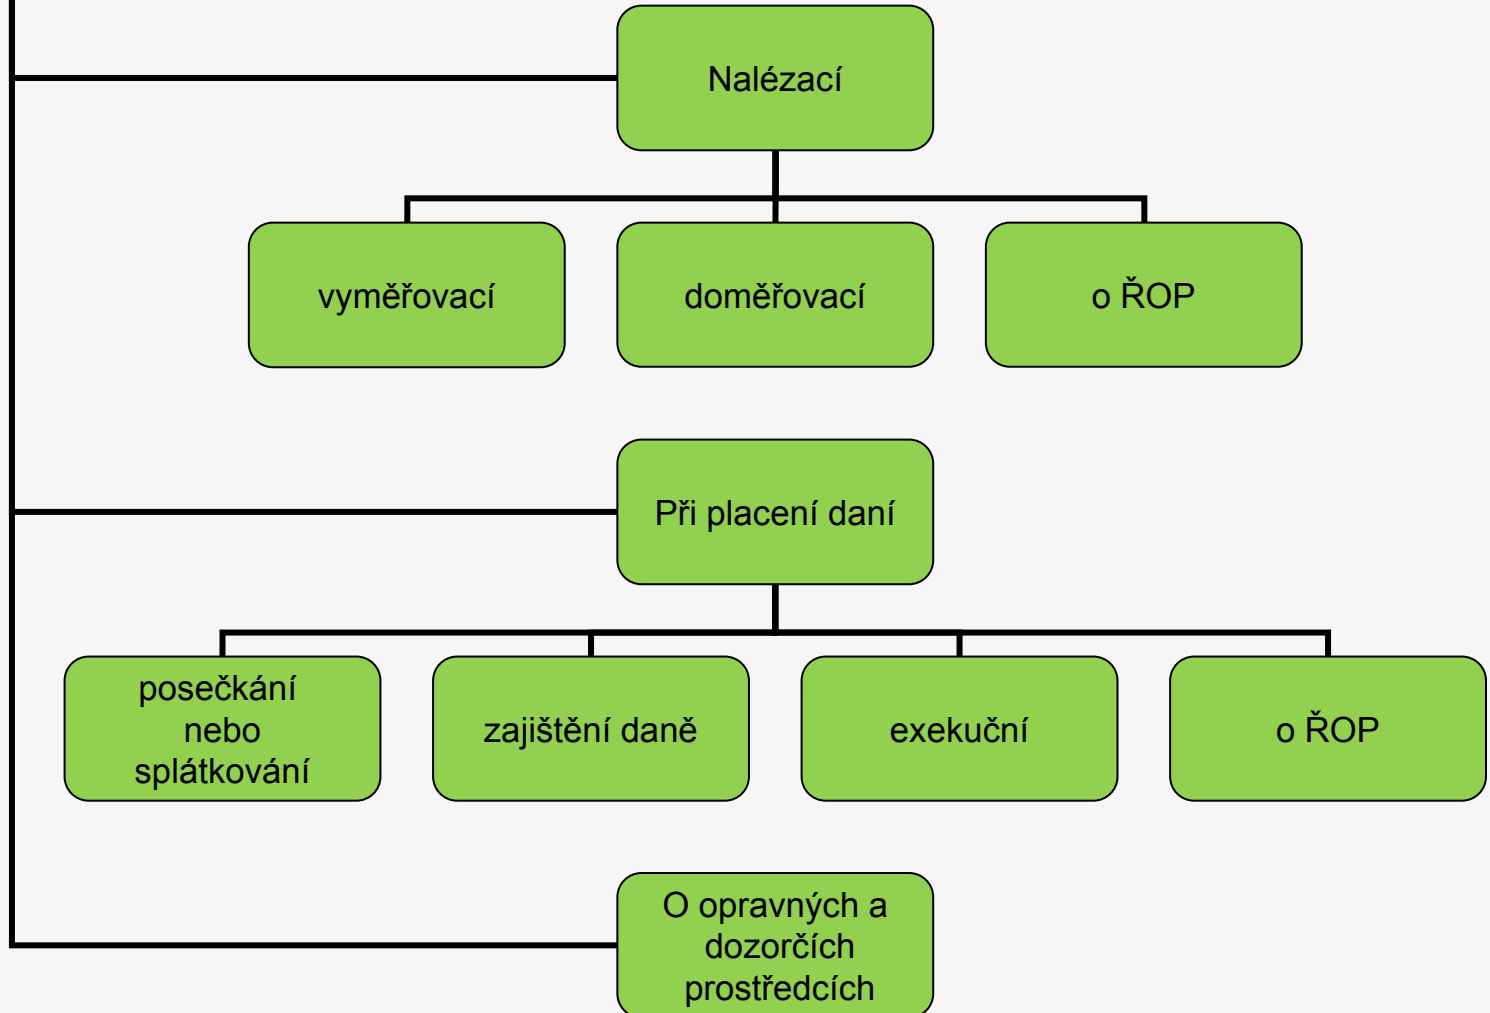 Nalézací
vyměřovací
doměřovací
o ŘOP
Při placení daní
posečkání
nebo
splátkování
zajištění daně
exekuční
o ŘOP
O opravných a
dozorčích
prostředcích